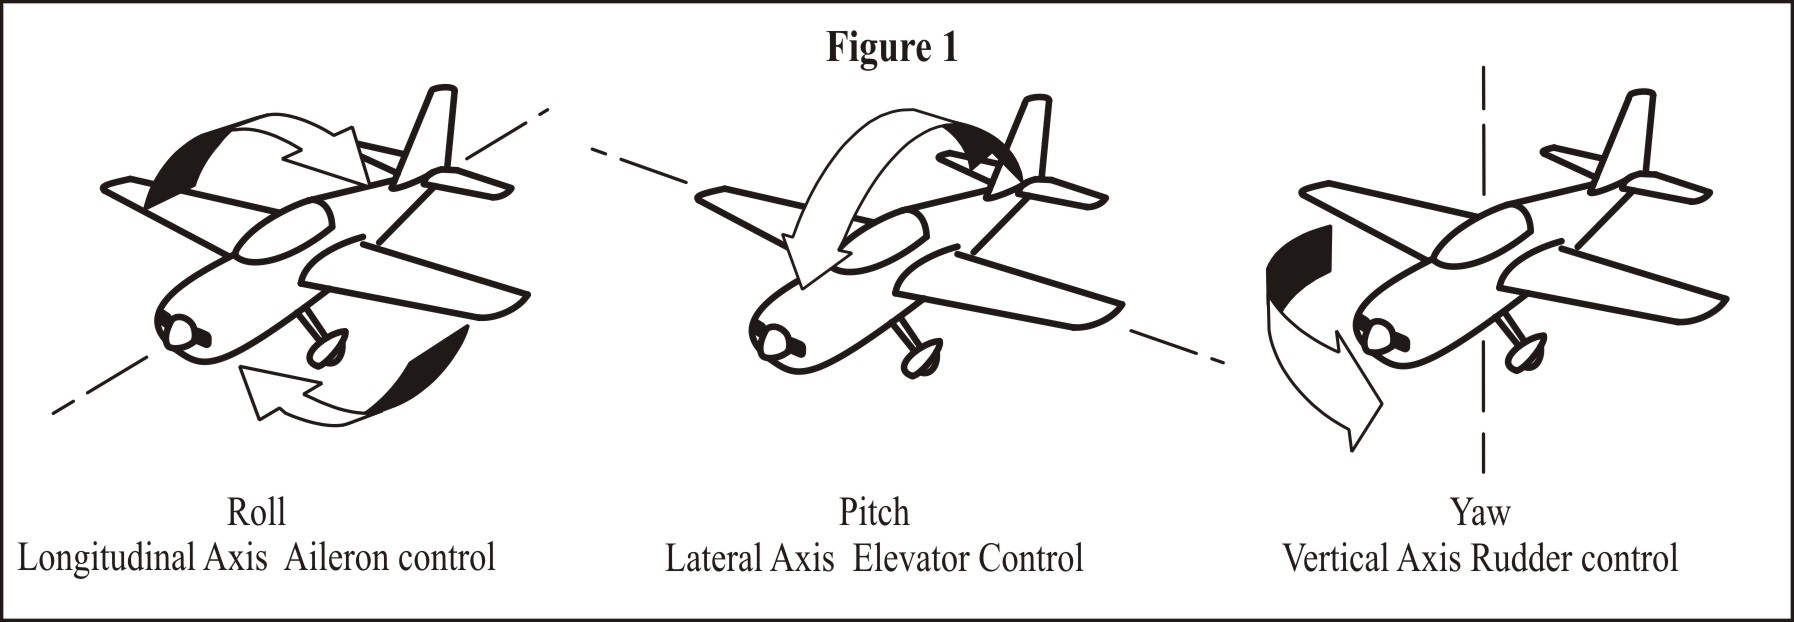 Figure 1
Roll
Longitudinal Axis  Aileron control
Pitch
Lateral Axis  Elevator Control
Yaw
Vertical Axis Rudder control